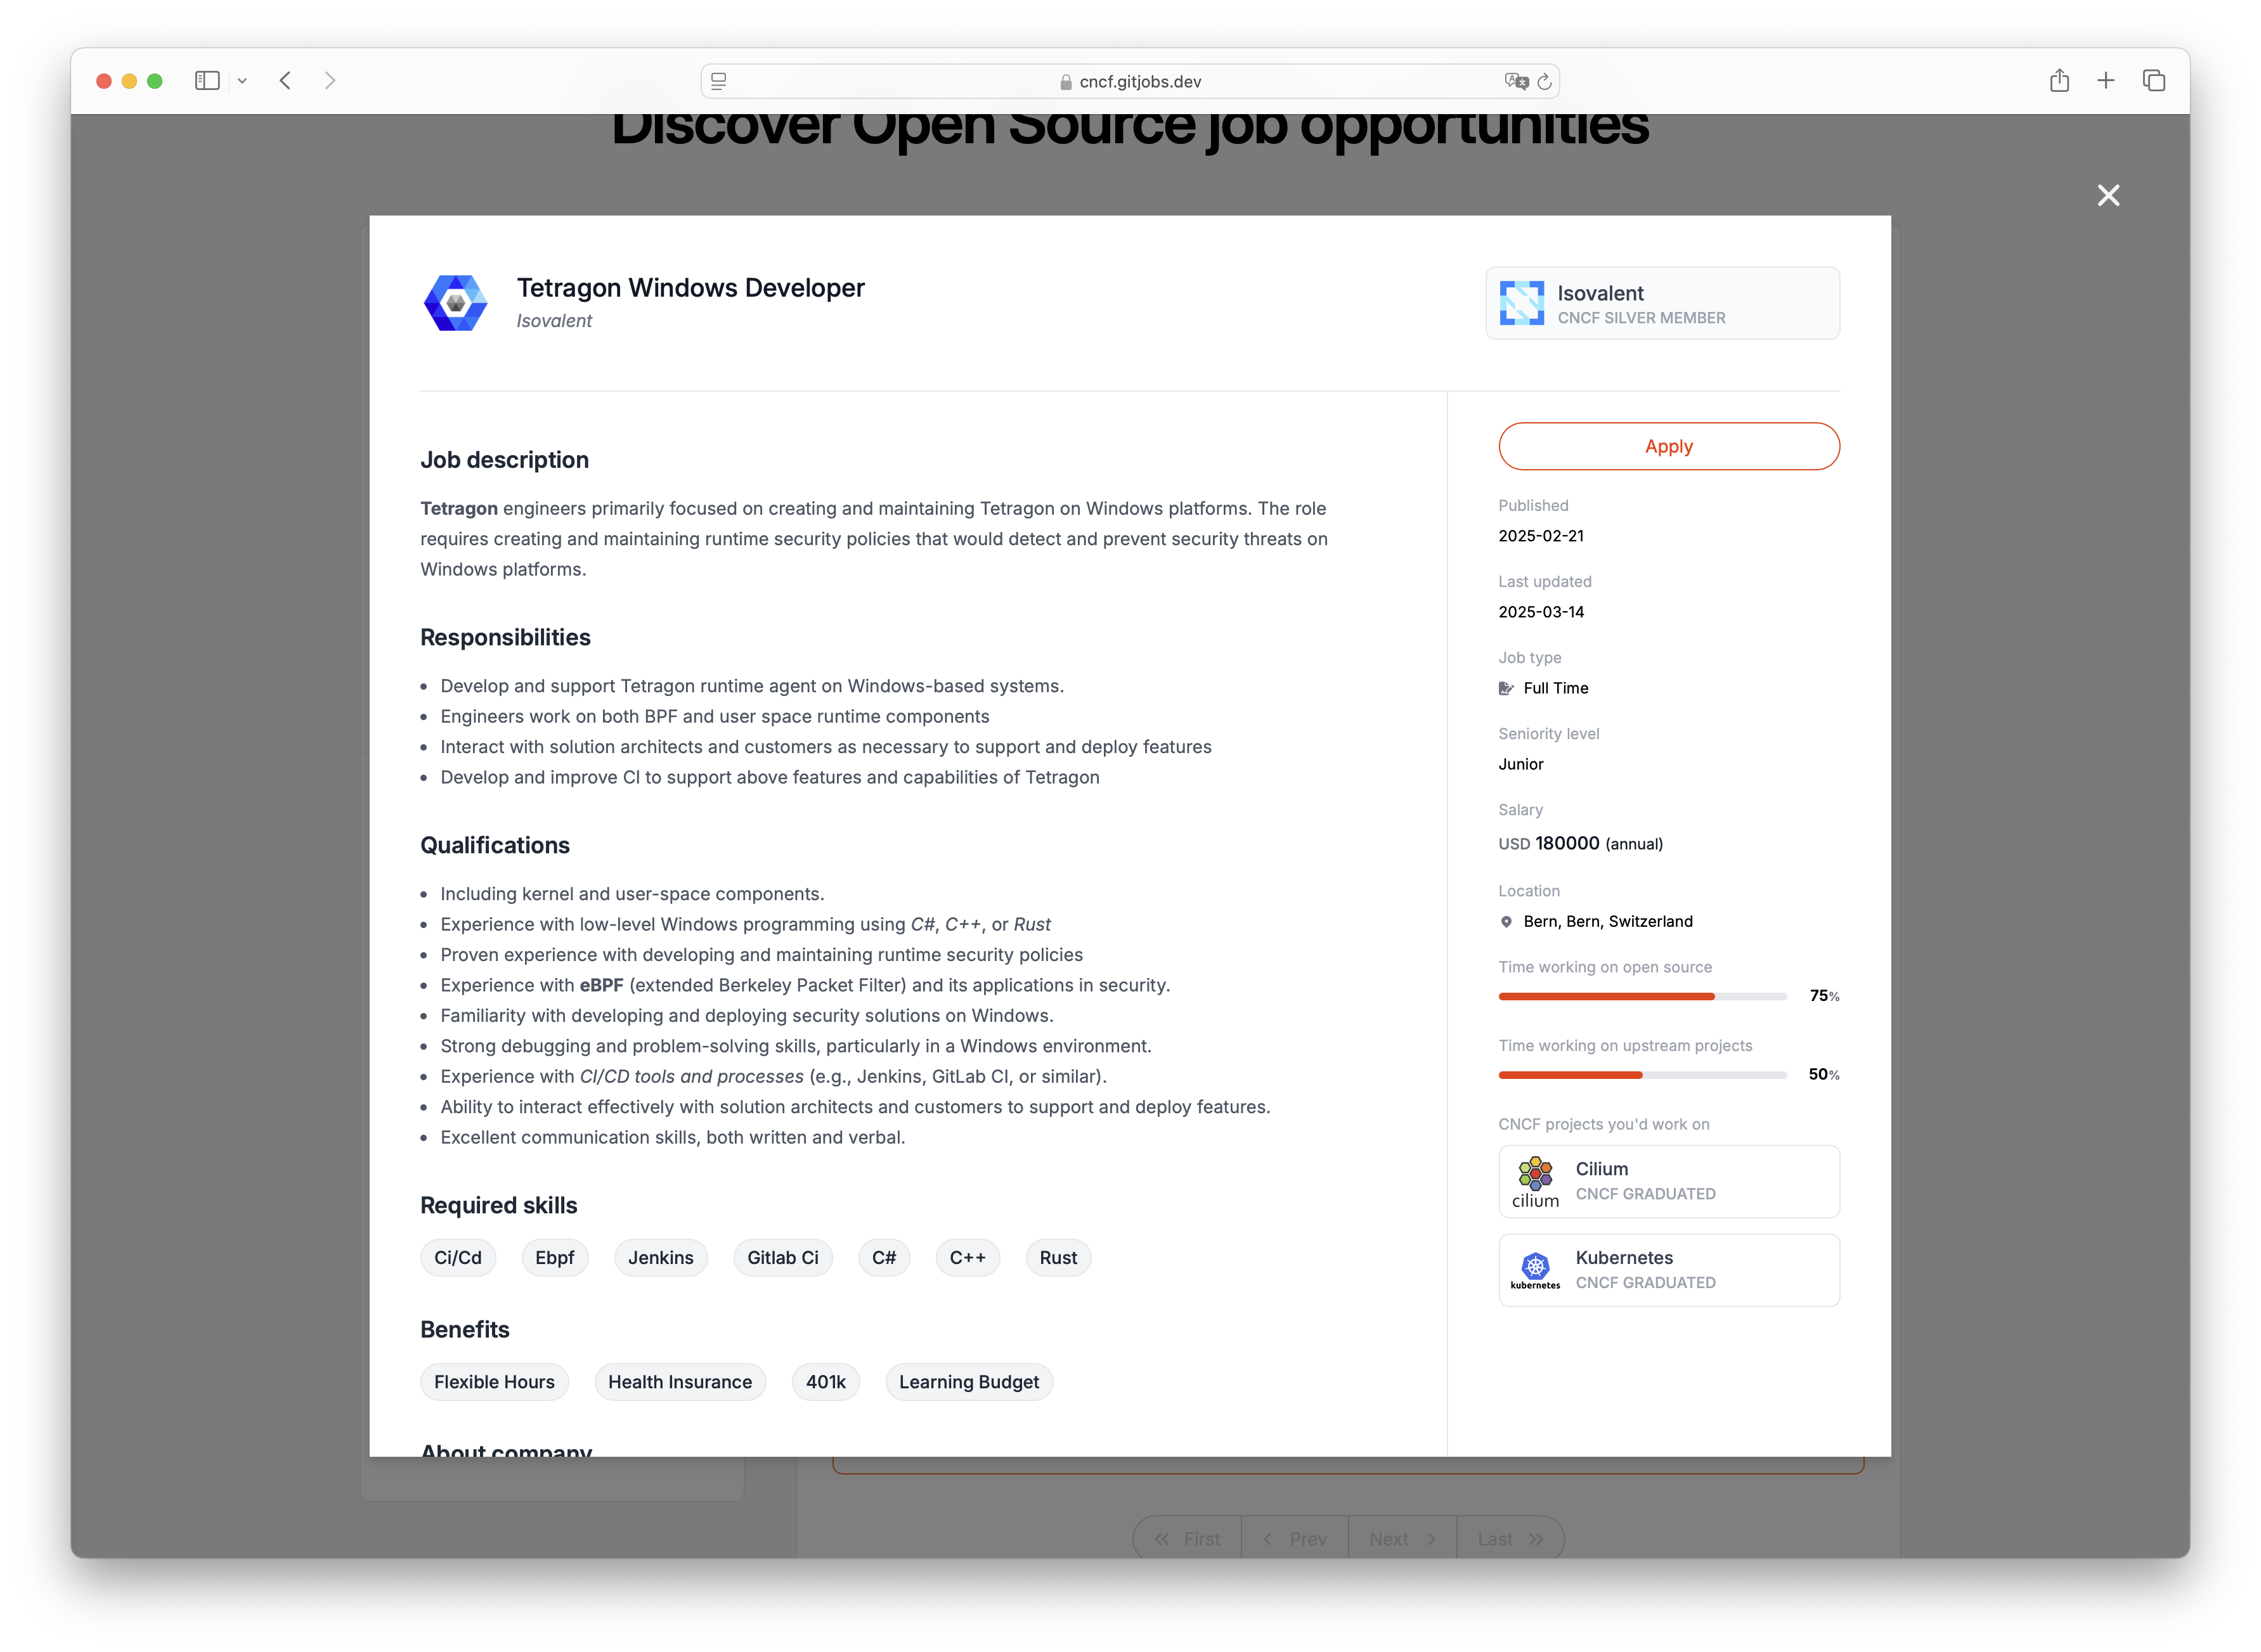 cncf.gitjobs.dev
Discover Open Source job opportunities
Tetragon Windows Developer
Isovalent
Isovalent
CNCF SILVER MEMBER
Job description
Tetragon engineers primarily focused on creating and maintaining Tetragon on Windows platforms. The role
requires creating and maintaining runtime security policies that would detect and prevent security threats on
Windows platforms.
Responsibilities
• Develop and support Tetragon runtime agent on Windows-based systems.
• Engineers work on both BPF and user space runtime components
• Interact with solution architects and customers as necessary to support and deploy features
• Develop and improve CI to support above features and capabilities of Tetragon
Qualifications
• Including kernel and user-space components.
• Experience with low-level Windows programming using C#, C++, or Rust
• Proven experience with developing and maintaining runtime security policies
• Experience with eBPF (extended Berkeley Packet Filter) and its applications in security.
• Familiarity with developing and deploying security solutions on Windows.
• Strong debugging and problem-solving skills, particularly in a Windows environment.
• Experience with CI/CD tools and processes (e.g., Jenkins, GitLab CI, or similar).
• Ability to interact effectively with solution architects and customers to support and deploy features.
• Excellent communication skills, both written and verbal.
Required skills
Ci/Cd Ebpf Jenkins Gitlab Ci C# C++ Rust
Benefits
Flexible Hours Health Insurance 401k Learning Budget
About company
Apply
Published
2025-02-21
Last updated
2025-03-14
Job type
Full Time
Seniority level
Junior
Salary
USD 180000 (annual)
Location
Bern, Bern, Switzerland
Time working on open source
75%
Time working on upstream projects
50%
CNCF projects you'd work on
cilium
Cilium
CNCF GRADUATED
kubernetes
Kubernetes
CNCF GRADUATED
« First ‹ Prev Next › Last »